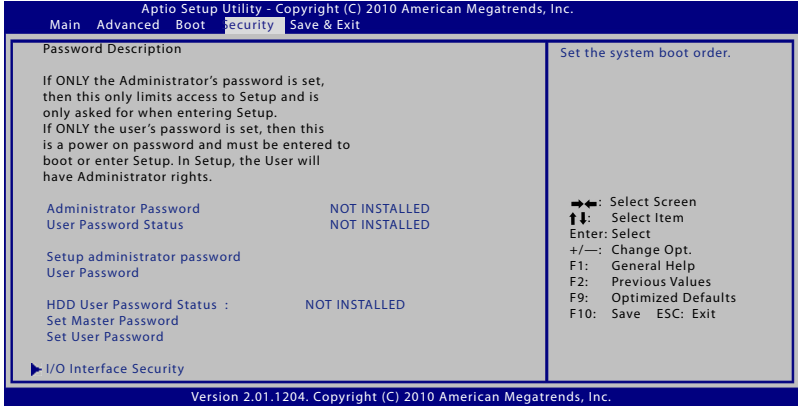 Aptio Setup Utility - Copyright (C) 2010 American Megatrends, Inc.
Main Advanced Boot Security Save & Exit
Password Description
If ONLY the Administrator's password is set,
then this only limits access to Setup and is
only asked for when entering Setup.
If ONLY the user's password is set, then this
is a power on password and must be entered to
boot or enter Setup. In Setup, the User will
have Administrator rights.
Administrator Password NOT INSTALLED
User Password Status NOT INSTALLED
Setup administrator password
User Password
HDD User Password Status : NOT INSTALLED
Set Master Password
Set User Password
I/O Interface Security
Set the system boot order.
→←: Select Screen
↑↓: Select Item
Enter: Select
+/—: Change Opt.
F1: General Help
F2: Previous Values
F9: Optimized Defaults
F10: Save ESC: Exit
Version 2.01.1204. Copyright (C) 2010 American Megatrends, Inc.